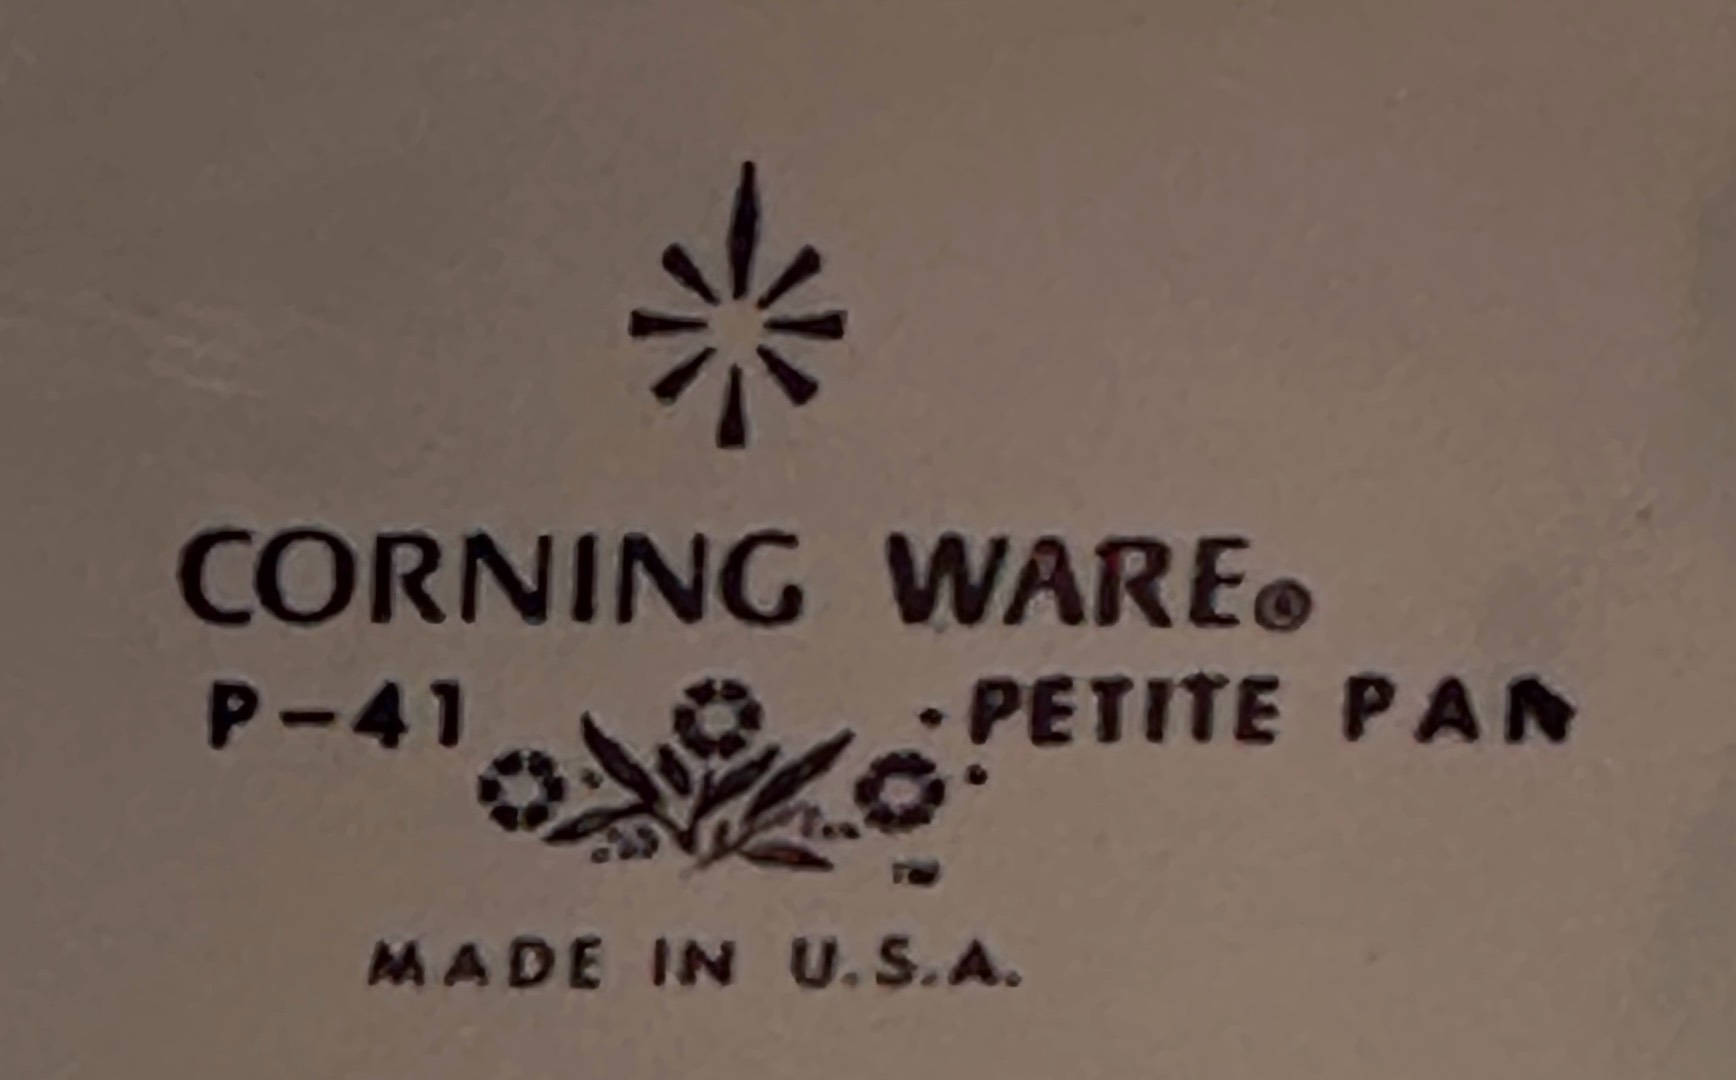 CORNING WARE®
P-41 PETITE PAN
TM
MADE IN U.S.A.